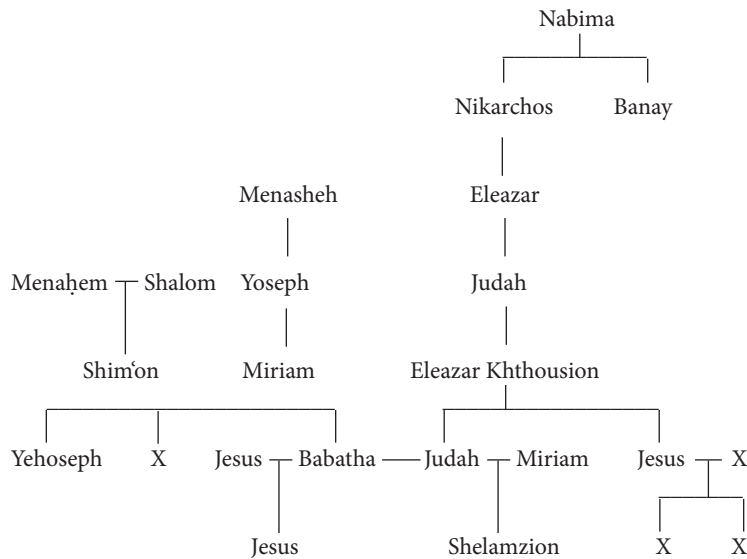 Nabima
Nikarchos Banay
Menasheh Eleazar
Menaḥem Shalom Yoseph Judah
Shim‘on Miriam Eleazar Khthousion
Yehoseph X Jesus Babatha Judah Miriam Jesus X
Jesus Shelamzion X X